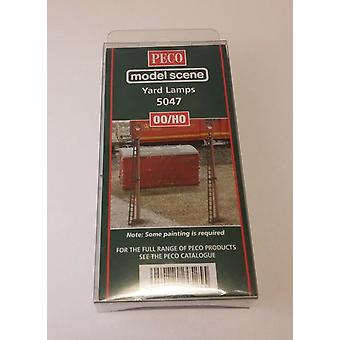 PECO
model scene
Yard Lamps
5047
OO/HO
Note: Some painting is required
FOR THE FULL RANGE OF PECO PRODUCTS
SEE THE PECO CATALOGUE